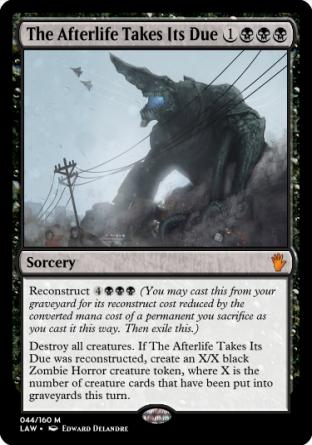 The Afterlife Takes Its Due 1
Sorcery
Reconstruct 4 (You may cast this from your
graveyard for its reconstruct cost reduced by the
converted mana cost of a permanent you sacrifice as
you cast it this way. Then exile this.)
Destroy all creatures. If The Afterlife Takes Its
Due was reconstructed, create an X/X black
Zombie Horror creature token, where X is the
number of creature cards that have been put into
graveyards this turn.
044/160 M
LAW • EDWARD DELANDRE